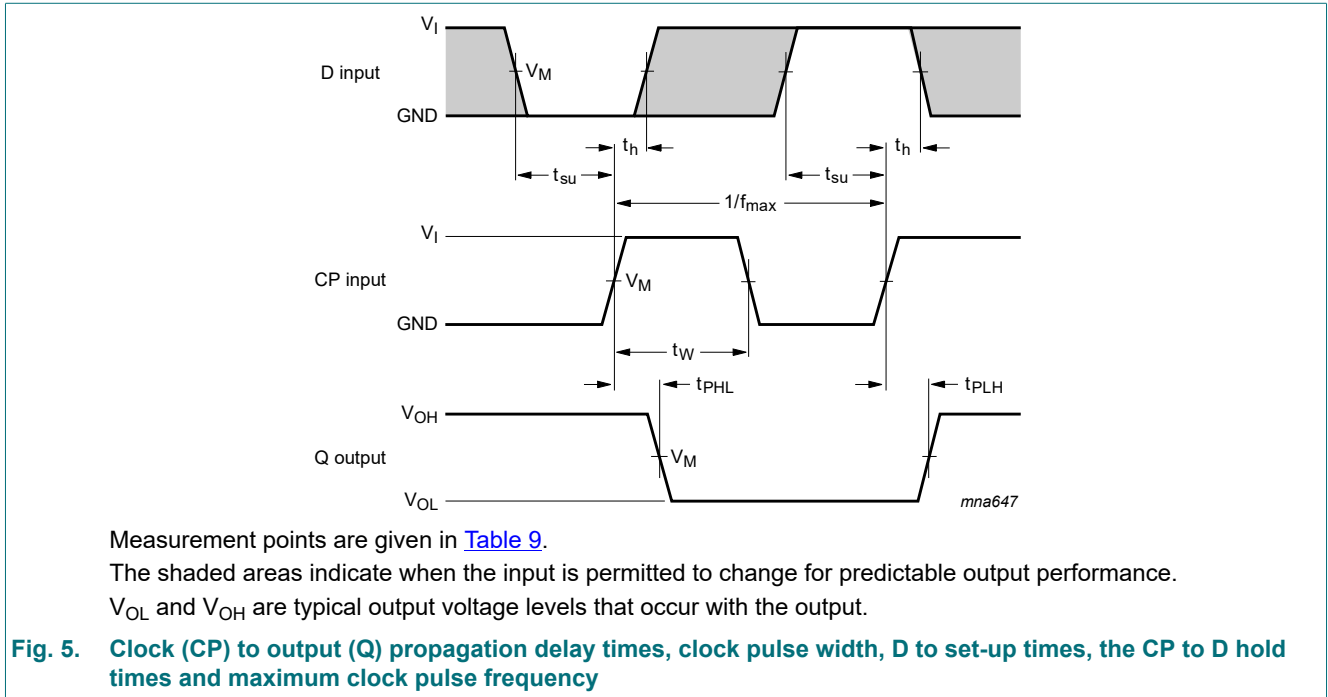 VI
D input
VM
GND
th
th
tsu
tsu
1/fmax
VI
CP input
VM
GND
tW
tPHL
tPLH
VOH
Q output
VM
VOL
mna647
Measurement points are given in Table 9.
The shaded areas indicate when the input is permitted to change for predictable output performance.
VOL and VOH are typical output voltage levels that occur with the output.
Fig. 5. Clock (CP) to output (Q) propagation delay times, clock pulse width, D to set-up times, the CP to D hold
times and maximum clock pulse frequency